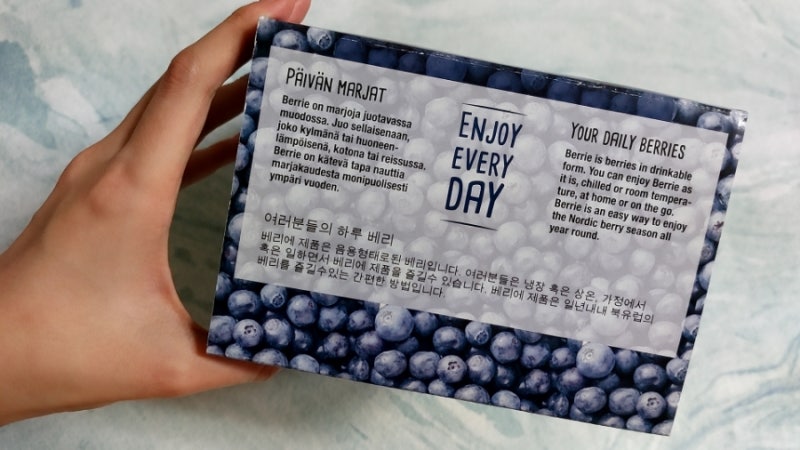 PÄIVÄN MARJAT
Berrie on marjoja juotavassa
muodossa. Juo sellaisenaan,
joko kylmänä tai huoneen-
lämpöisenä, kotona tai reissussa.
Berrie on kätevä tapa nauttia
marjakaudesta monipuolisesti
ympäri vuoden.
ENJOY
EVERY
DAY
YOUR DAILY BERRIES
Berrie is berries in drinkable
form. You can enjoy Berrie as
it is, chilled or room tempera-
ture, at home or on the go.
Berrie is an easy way to enjoy
the Nordic berry season all
year round.
여러분들의 하루 베리
베리에 제품은 음용형태로된 베리입니다. 여러분들은 냉장 혹은 상온, 가정에서
혹은 일하면서 베리에 제품을 즐길수 있습니다. 베리에 제품은 일년내내 북유럽의
베리를 즐길수있는 간편한 방법입니다.